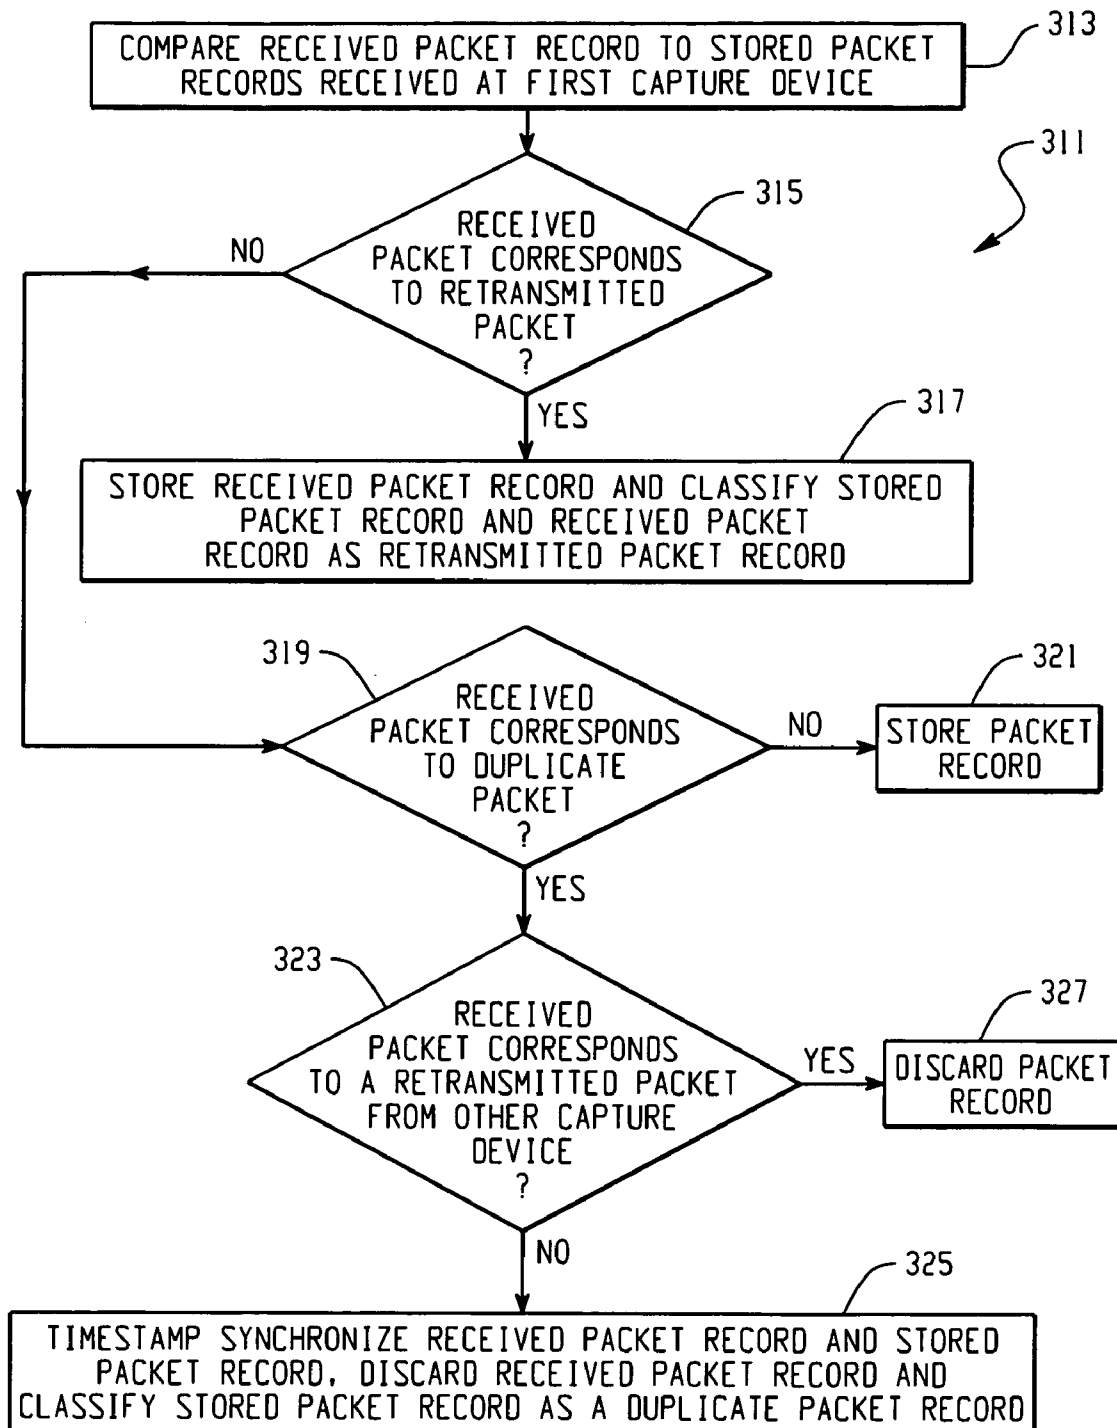 COMPARE RECEIVED PACKET RECORD TO STORED PACKET
RECORDS RECEIVED AT FIRST CAPTURE DEVICE
313
311
315
RECEIVED
PACKET CORRESPONDS
TO RETRANSMITTED
PACKET
?
NO
YES
317
STORE RECEIVED PACKET RECORD AND CLASSIFY STORED
PACKET RECORD AND RECEIVED PACKET
RECORD AS RETRANSMITTED PACKET RECORD
319
RECEIVED
PACKET CORRESPONDS
TO DUPLICATE
PACKET
?
NO
321
STORE PACKET
RECORD
YES
323
RECEIVED
PACKET CORRESPONDS
TO A RETRANSMITTED PACKET
FROM OTHER CAPTURE
DEVICE
?
YES
327
DISCARD PACKET
RECORD
NO
325
TIMESTAMP SYNCHRONIZE RECEIVED PACKET RECORD AND STORED
PACKET RECORD, DISCARD RECEIVED PACKET RECORD AND
CLASSIFY STORED PACKET RECORD AS A DUPLICATE PACKET RECORD